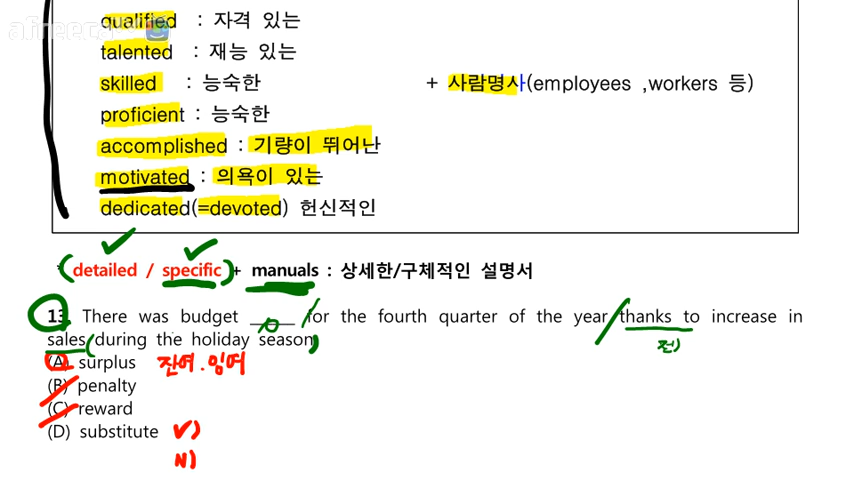 afreecaTV
qualified : 자격 있는
talented : 재능 있는
skilled : 능숙한 + 사람명사(employees ,workers 등)
proficient : 능숙한
accomplished : 기량이 뛰어난
motivated : 의욕이 있는
dedicated(=devoted) 헌신적인
*(detailed / specific)+ manuals : 상세한/구체적인 설명서
13. There was budget ______ for the fourth quarter of the year thanks to increase in
sales during the holiday season
전)
(A) surplus 잔여. 잉여
(B) penalty
(C) reward
(D) substitute v)
N)